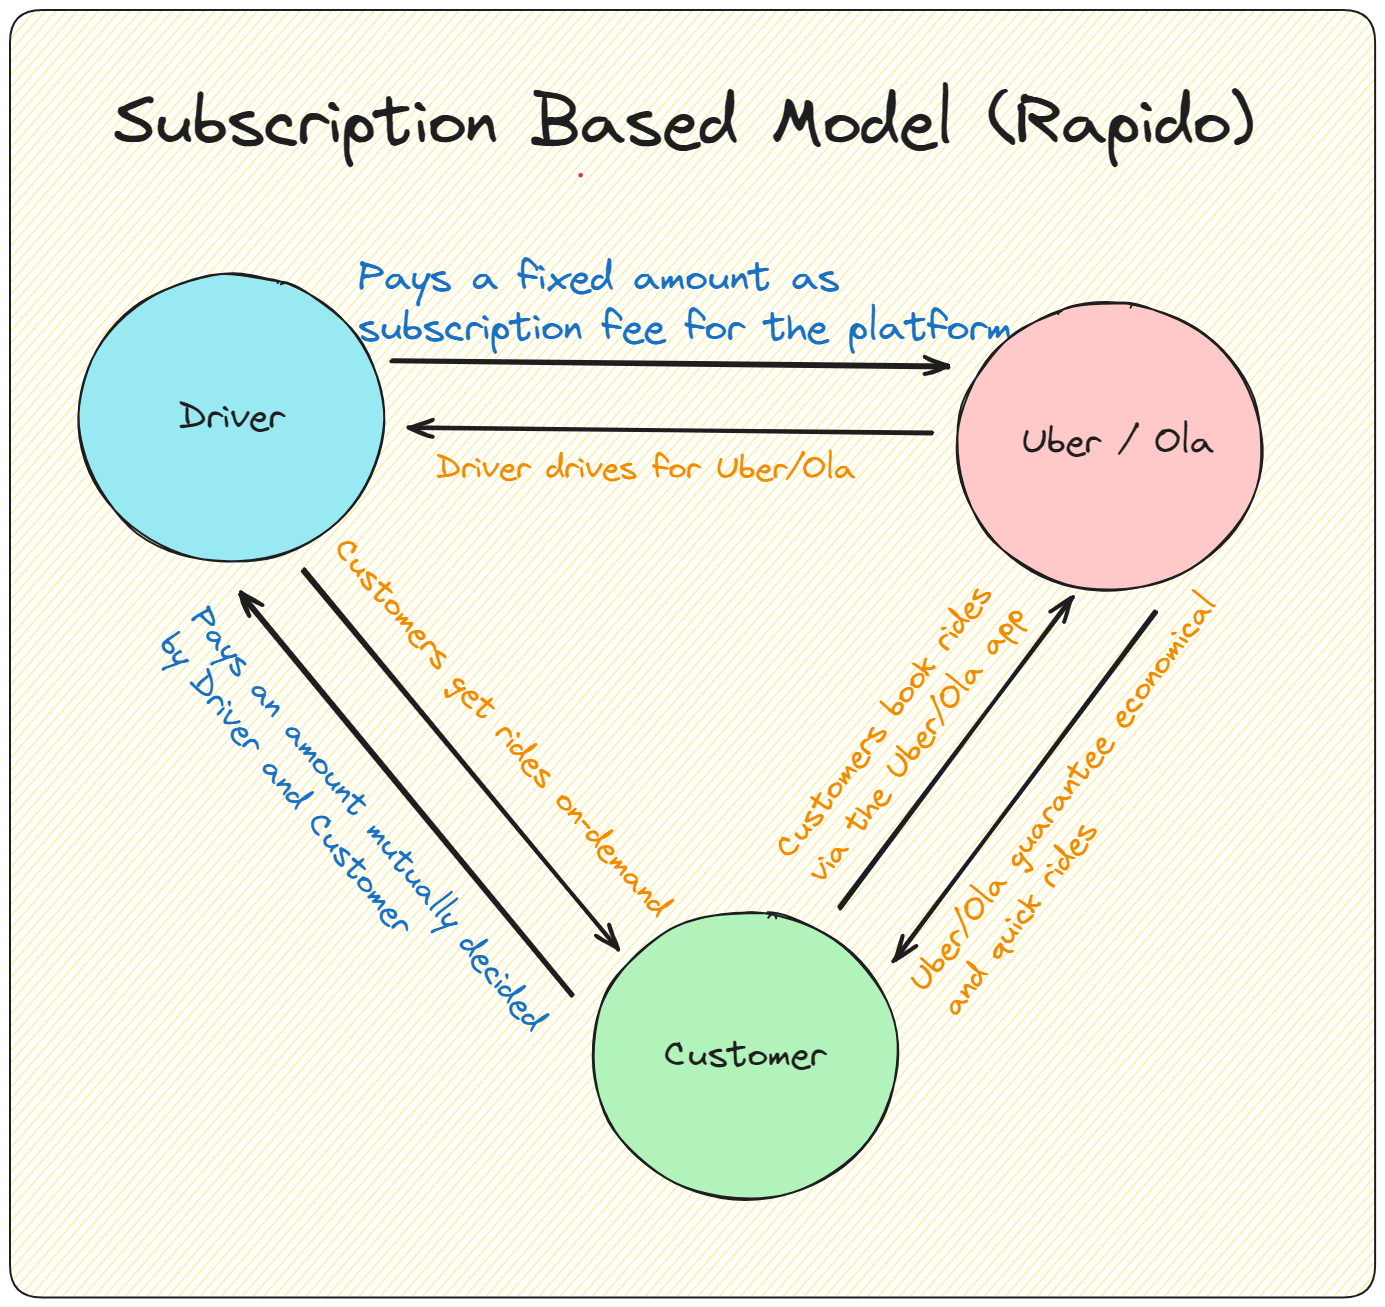 Subscription Based Model (Rapido)
Pays a fixed amount as
subscription fee for the platform
Driver
Uber / Ola
Driver drives for Uber/Ola
Customers get rides on-demand
Pays an amount mutually decided
by Driver and Customer
Customers book rides
via the Uber/Ola app
Uber/Ola guarantee economical
and quick rides
Customer